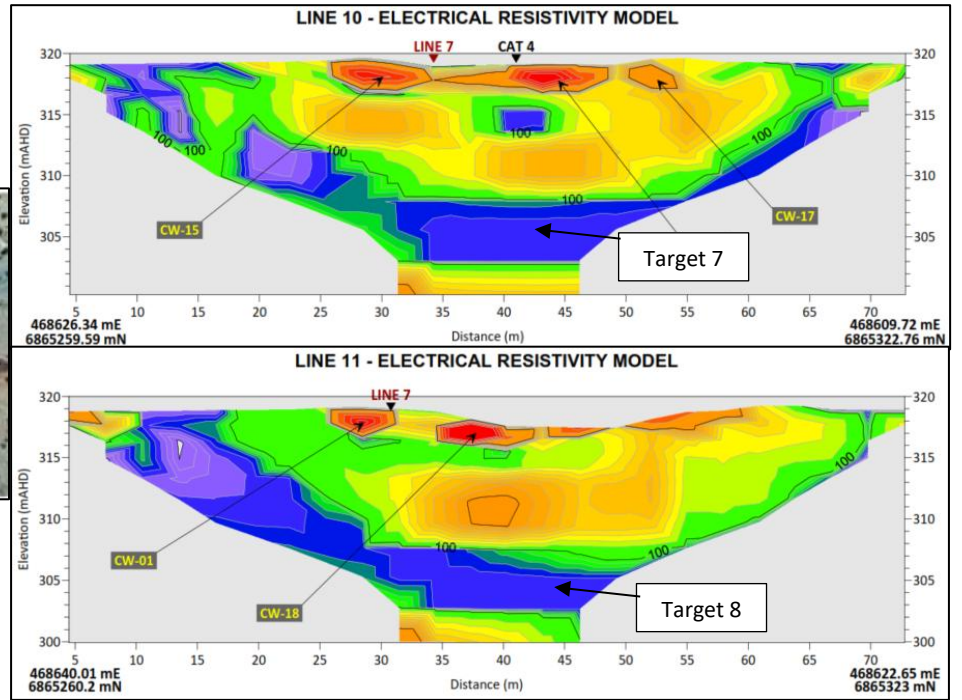 LINE 10 - ELECTRICAL RESISTIVITY MODEL
LINE 7
CAT 4
320
320
315
315
310
310
305
305
Elevation (mAHD)
100
100
100
100
100
100
CW-15
CW-17
Target 7
5 10 15 20 25 30 35 40 45 50 55 60 65 70
468626.34 mE
6865259.59 mN
Distance (m)
468609.72 mE
6865322.76 mN
LINE 11 - ELECTRICAL RESISTIVITY MODEL
LINE 7
320
320
315
315
310
310
305
305
300
300
Elevation (mAHD)
100
100
100
CW-01
CW-18
Target 8
5 10 15 20 25 30 35 40 45 50 55 60 65 70
468640.01 mE
6865260.2 mN
Distance (m)
468622.65 mE
6865323 mN